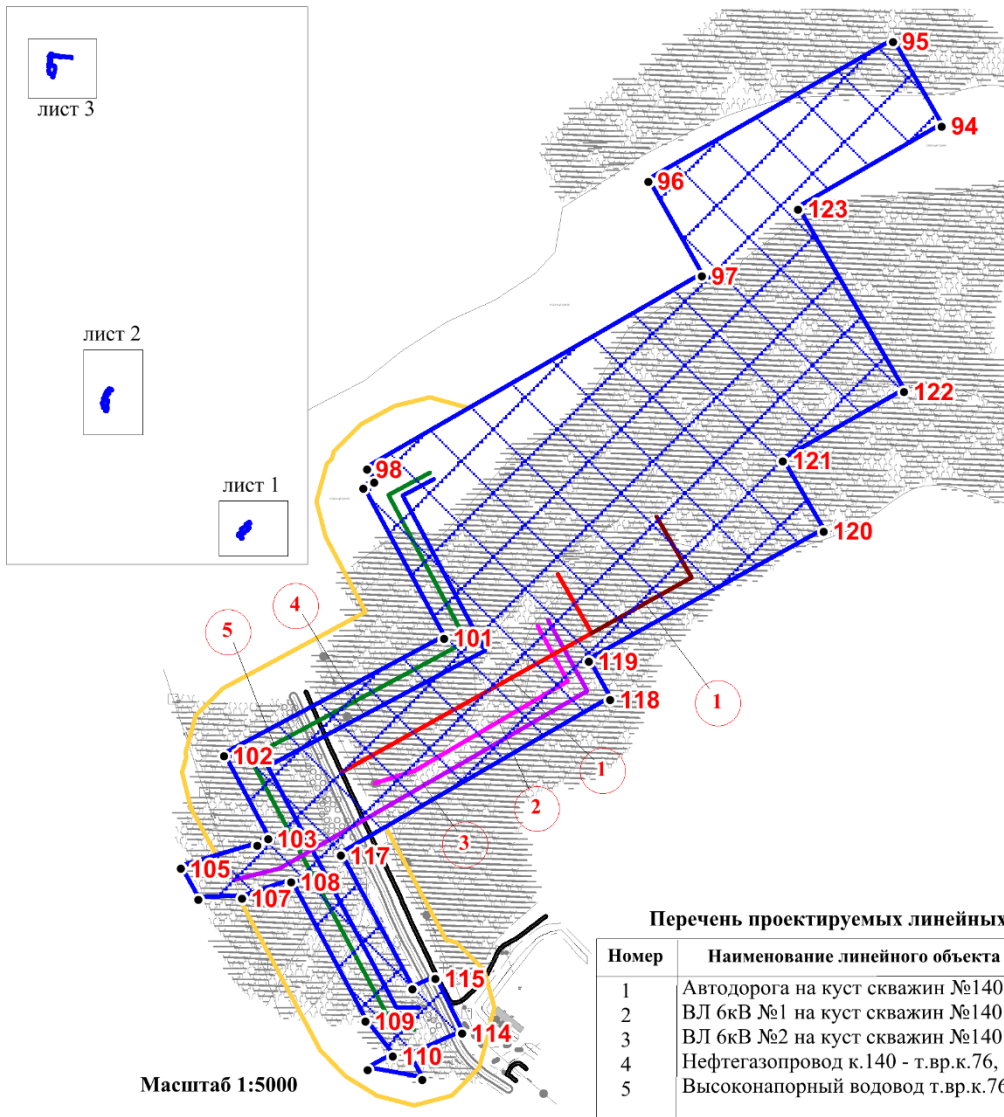 лист 3
лист 2
лист 1
95
94
96
123
97
122
98
121
120
4
5
101
119
118
1
102
1
2
103
3
117
105
108
107
115
109
114
110
Масштаб 1:5000
Перечень проектируемых линейных
Номер Наименование линейного объекта
1 Автодорога на куст скважин №140
2 ВЛ 6кВ №1 на куст скважин №140
3 ВЛ 6кВ №2 на куст скважин №140
4 Нефтегазопровод к.140 - т.вр.к.76,
5 Высоконапорный водовод т.вр.к.76